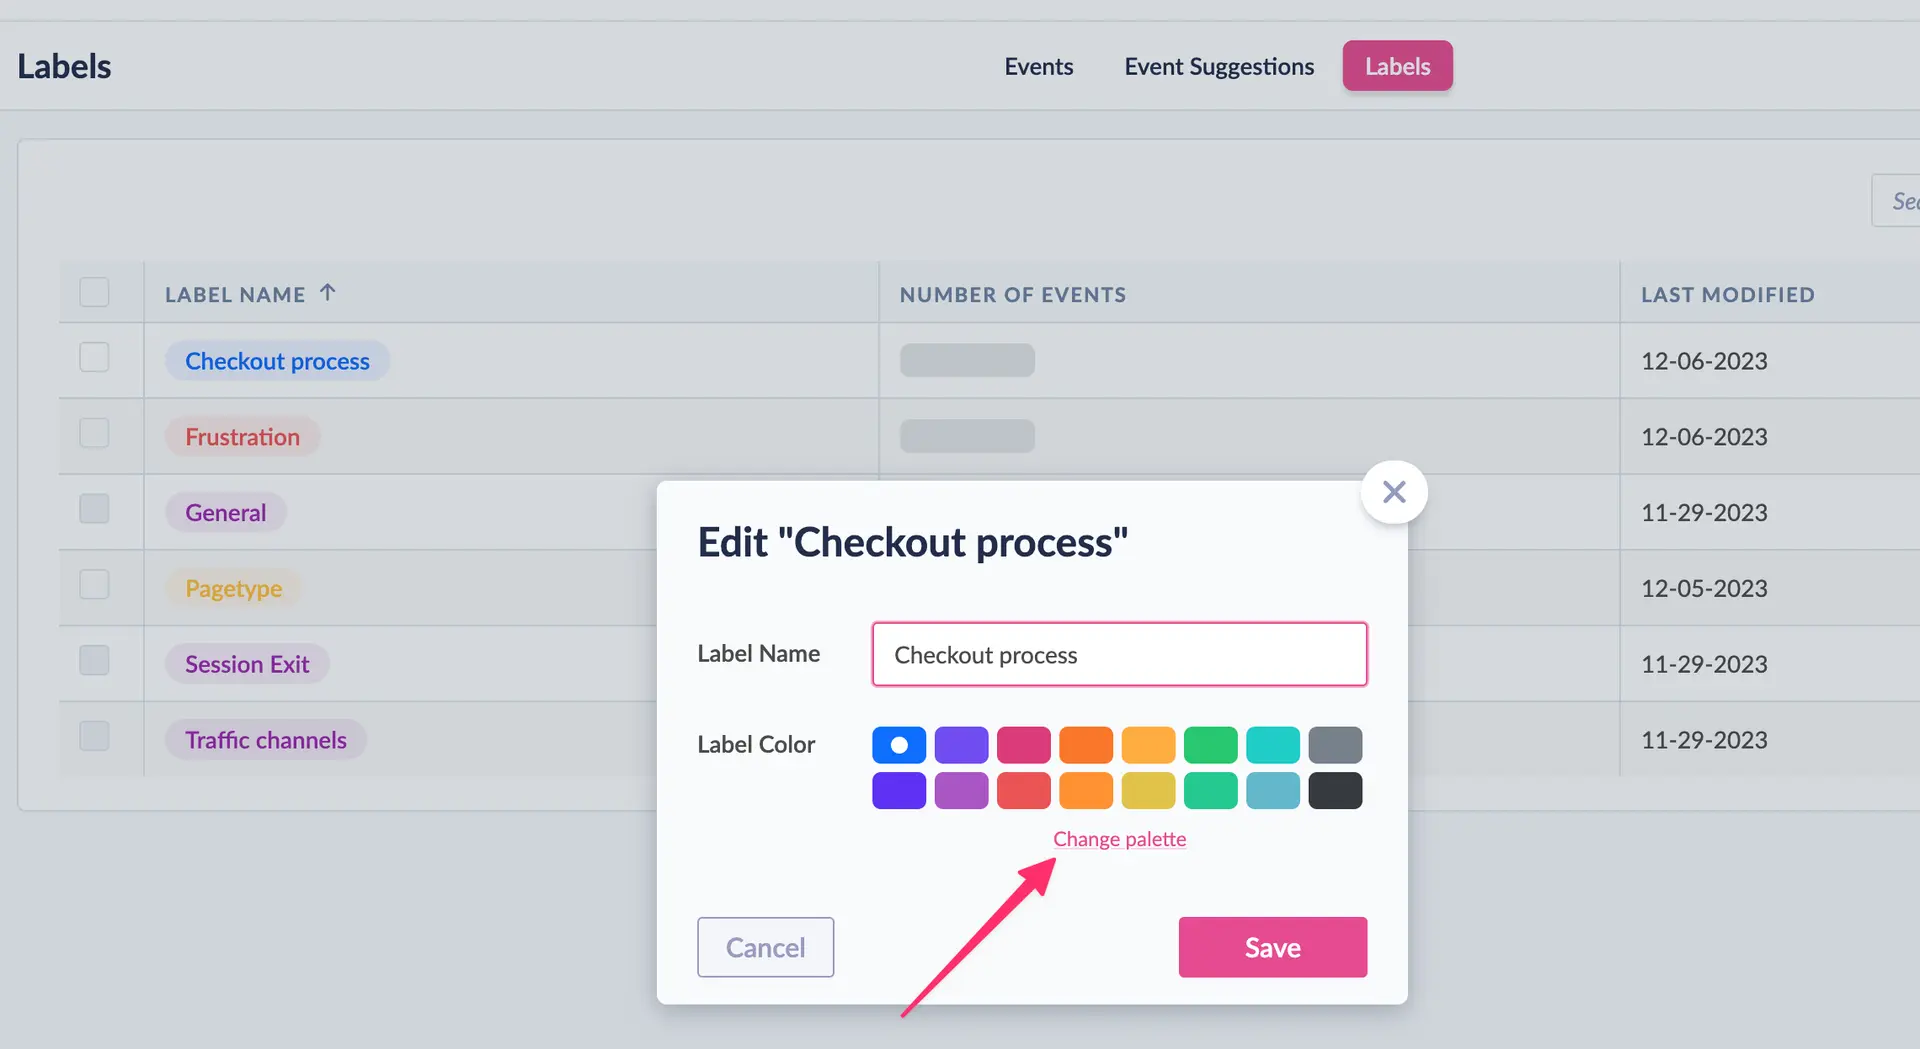 Labels
Events
Event Suggestions
Labels
LABEL NAME
NUMBER OF EVENTS
LAST MODIFIED
Checkout process
12-06-2023
Frustration
12-06-2023
General
11-29-2023
Pagetype
12-05-2023
Session Exit
11-29-2023
Traffic channels
11-29-2023
Edit "Checkout process"
Label Name
Checkout process
Label Color
Change palette
Cancel
Save